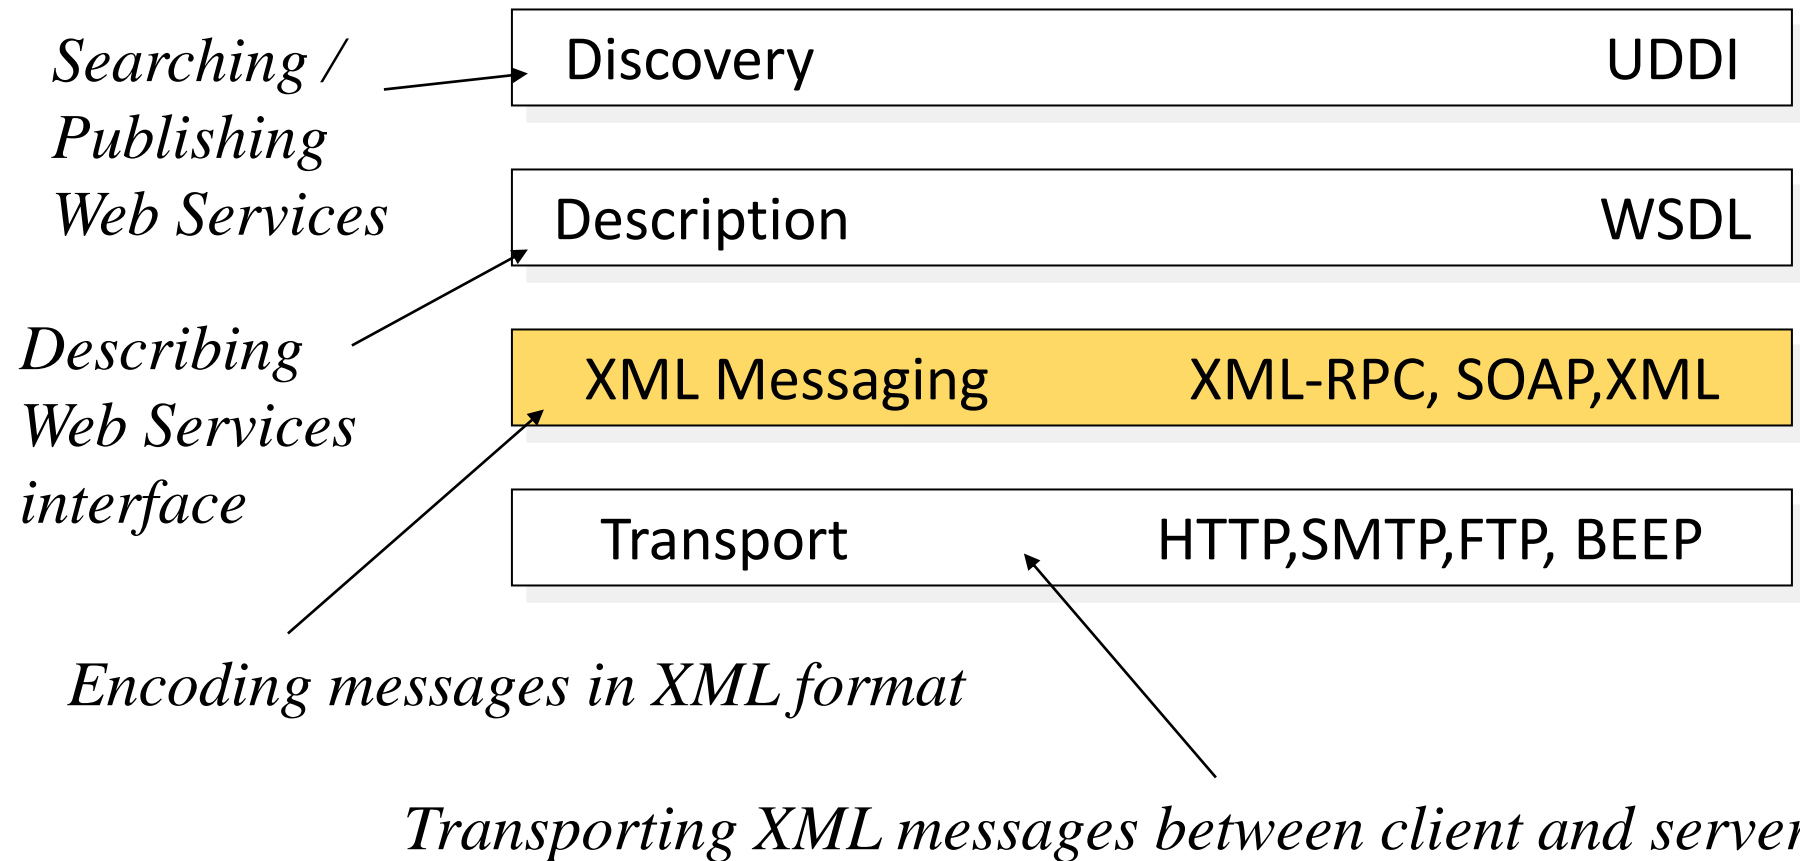 Searching /
Publishing
Web Services
Discovery UDDI
Description WSDL
Describing
Web Services
interface
XML Messaging XML-RPC, SOAP,XML
Transport HTTP,SMTP,FTP, BEEP
Encoding messages in XML format
Transporting XML messages between client and server